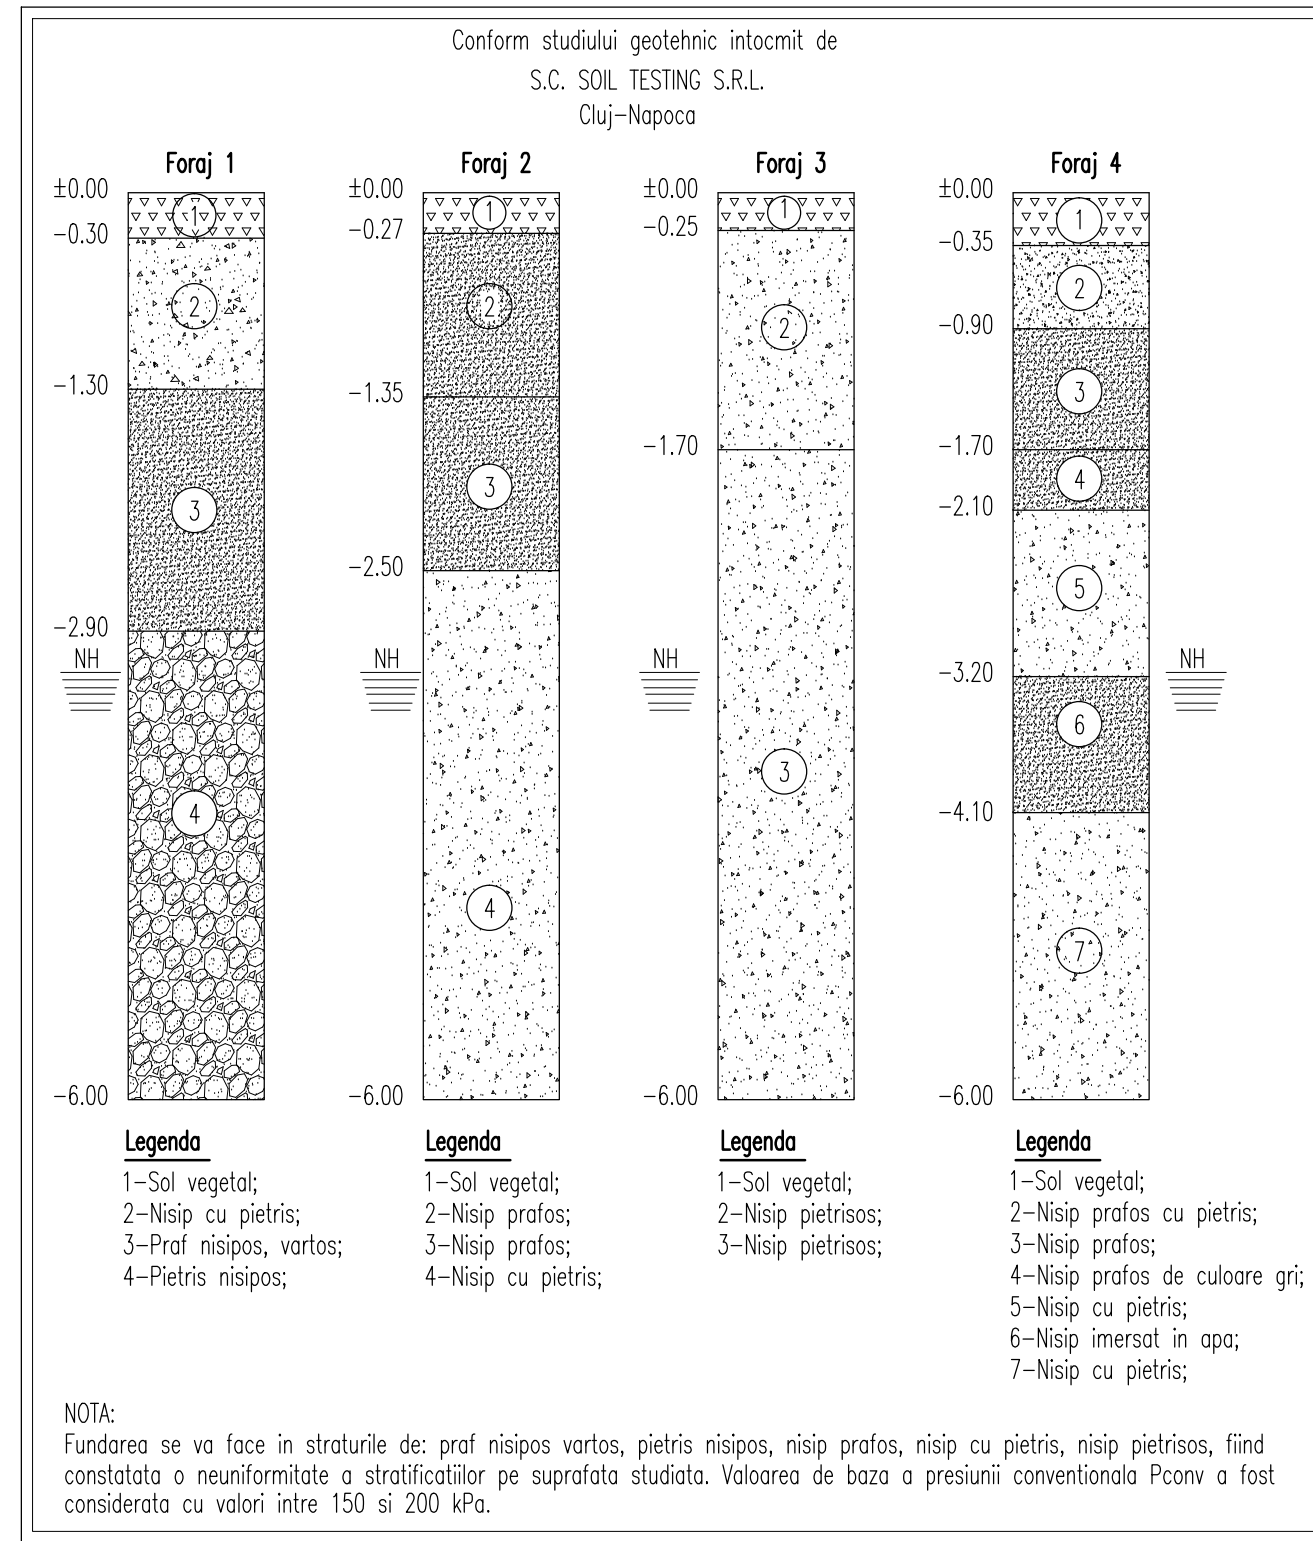 Conform studiului geotehnic intocmit de
S.C. SOIL TESTING S.R.L.
Cluj-Napoca
Foraj 1
±0.00
1
-0.30
2
-1.30
3
-2.90
NH
4
-6.00
Legenda
1-Sol vegetal;
2-Nisip cu pietris;
3-Praf nisipos, vartos;
4-Pietris nisipos;
Foraj 2
±0.00
1
-0.27
2
-1.35
3
-2.50
NH
4
-6.00
Legenda
1-Sol vegetal;
2-Nisip prafos;
3-Nisip prafos;
4-Nisip cu pietris;
Foraj 3
±0.00
1
-0.25
2
-1.70
NH
3
-6.00
Legenda
1-Sol vegetal;
2-Nisip pietrisos;
3-Nisip pietrisos;
Foraj 4
±0.00
1
-0.35
2
-0.90
3
-1.70
4
-2.10
5
-3.20
NH
6
-4.10
7
-6.00
Legenda
1-Sol vegetal;
2-Nisip prafos cu pietris;
3-Nisip prafos;
4-Nisip prafos de culoare gri;
5-Nisip cu pietris;
6-Nisip imersat in apa;
7-Nisip cu pietris;
NOTA:
Fundarea se va face in straturile de: praf nisipos vartos, pietris nisipos, nisip prafos, nisip cu pietris, nisip pietrisos, fiind
constatata o neuniformitate a stratificatiilor pe suprafata studiata. Valoarea de baza a presiunii conventionala Pconv a fost
considerata cu valori intre 150 si 200 kPa.